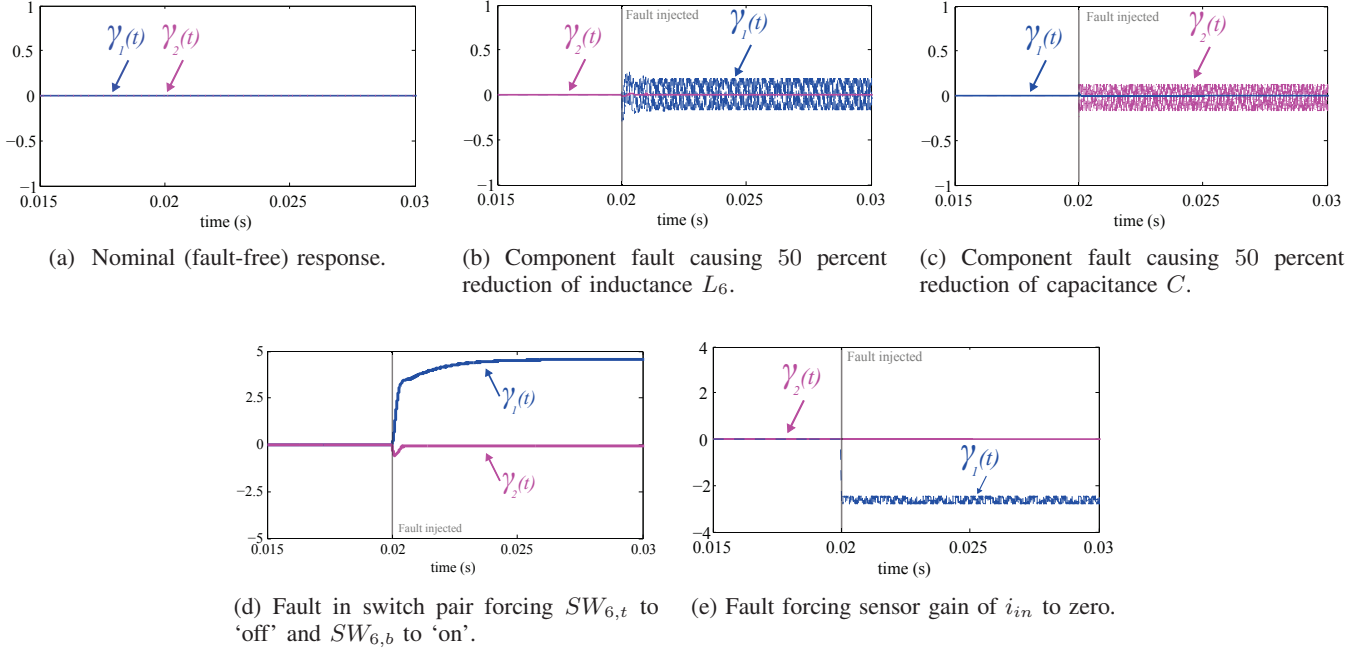 1
0.5
0
−0.5
−1
γ₁(t)
γ₂(t)
0.015
0.02
0.025
0.03
time (s)
(a) Nominal (fault-free) response.
Fault injected
1
0.5
0
−0.5
−1
γ₂(t)
γ₁(t)
0.015
0.02
0.025
0.03
time (s)
(b) Component fault causing 50 percent
reduction of inductance L₆.
Fault injected
1
0.5
0
−0.5
−1
γ₁(t)
γ₂(t)
0.015
0.02
0.025
0.03
time (s)
(c) Component fault causing 50 percent
reduction of capacitance C.
5
2.5
0
−2.5
−5
γ₁(t)
γ₂(t)
Fault injected
0.015
0.02
0.025
0.03
time (s)
(d) Fault in switch pair forcing SW₆,ₜ to
‘off’ and SW₆,b to ‘on’.
Fault injected
4
2
0
−2
−4
γ₂(t)
γ₁(t)
0.015
0.02
0.025
0.03
time (s)
(e) Fault forcing sensor gain of iᵢₙ to zero.